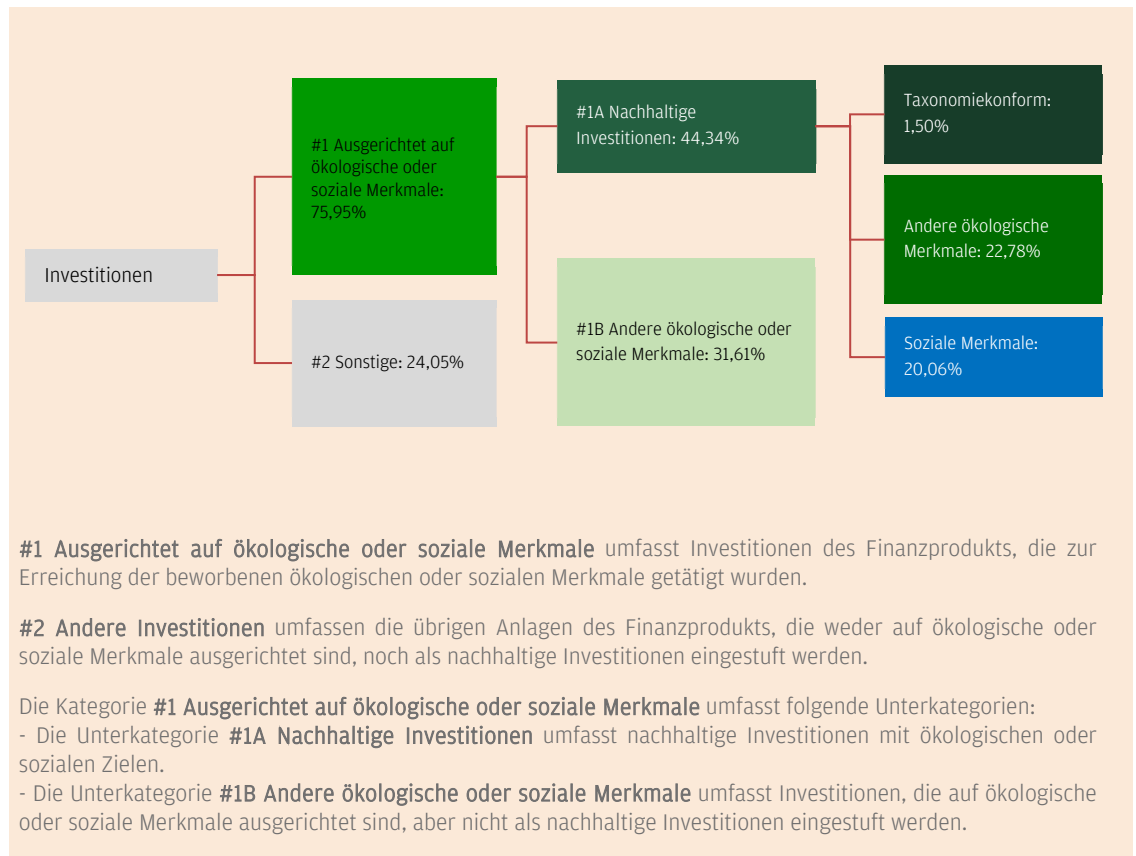 Investitionen
#1 Ausgerichtet auf
ökologische oder
soziale Merkmale:
75,95%
#2 Sonstige: 24,05%
#1A Nachhaltige
Investitionen: 44,34%
#1B Andere ökologische oder
soziale Merkmale: 31,61%
Taxonomiekonform:
1,50%
Andere ökologische
Merkmale: 22,78%
Soziale Merkmale:
20,06%
#1 Ausgerichtet auf ökologische oder soziale Merkmale umfasst Investitionen des Finanzprodukts, die zur
Erreichung der beworbenen ökologischen oder sozialen Merkmale getätigt wurden.
#2 Andere Investitionen umfassen die übrigen Anlagen des Finanzprodukts, die weder auf ökologische oder
soziale Merkmale ausgerichtet sind, noch als nachhaltige Investitionen eingestuft werden.
Die Kategorie #1 Ausgerichtet auf ökologische oder soziale Merkmale umfasst folgende Unterkategorien:
- Die Unterkategorie #1A Nachhaltige Investitionen umfasst nachhaltige Investitionen mit ökologischen oder
sozialen Zielen.
- Die Unterkategorie #1B Andere ökologische oder soziale Merkmale umfasst Investitionen, die auf ökologische
oder soziale Merkmale ausgerichtet sind, aber nicht als nachhaltige Investitionen eingestuft werden.